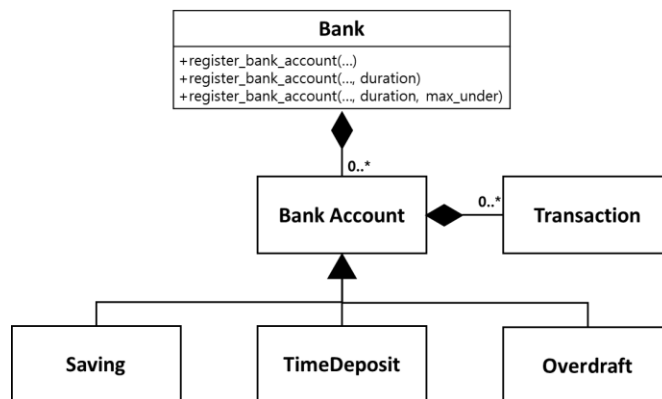 Bank
+register_bank_account(...)
+register_bank_account(..., duration)
+register_bank_account(..., duration, max_under)
0..*
Bank Account
0..*
Transaction
Saving
TimeDeposit
Overdraft